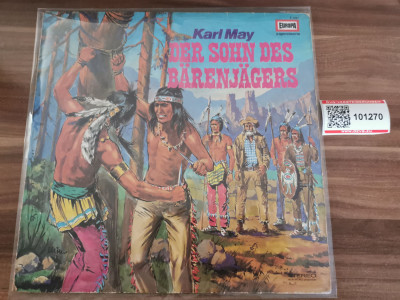 Karl May
DER SOHN DES
BÄRENJÄGERS
EUROPA
101270